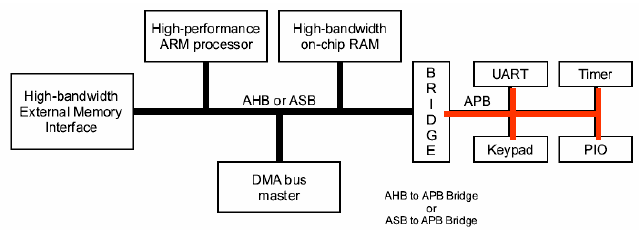 High-performance
ARM processor
High-bandwidth
on-chip RAM
High-bandwidth
External Memory
Interface
AHB or ASB
B
R
I
D
G
E
UART
Timer
APB
Keypad
PIO
DMA bus
master
AHB to APB Bridge
or
ASB to APB Bridge